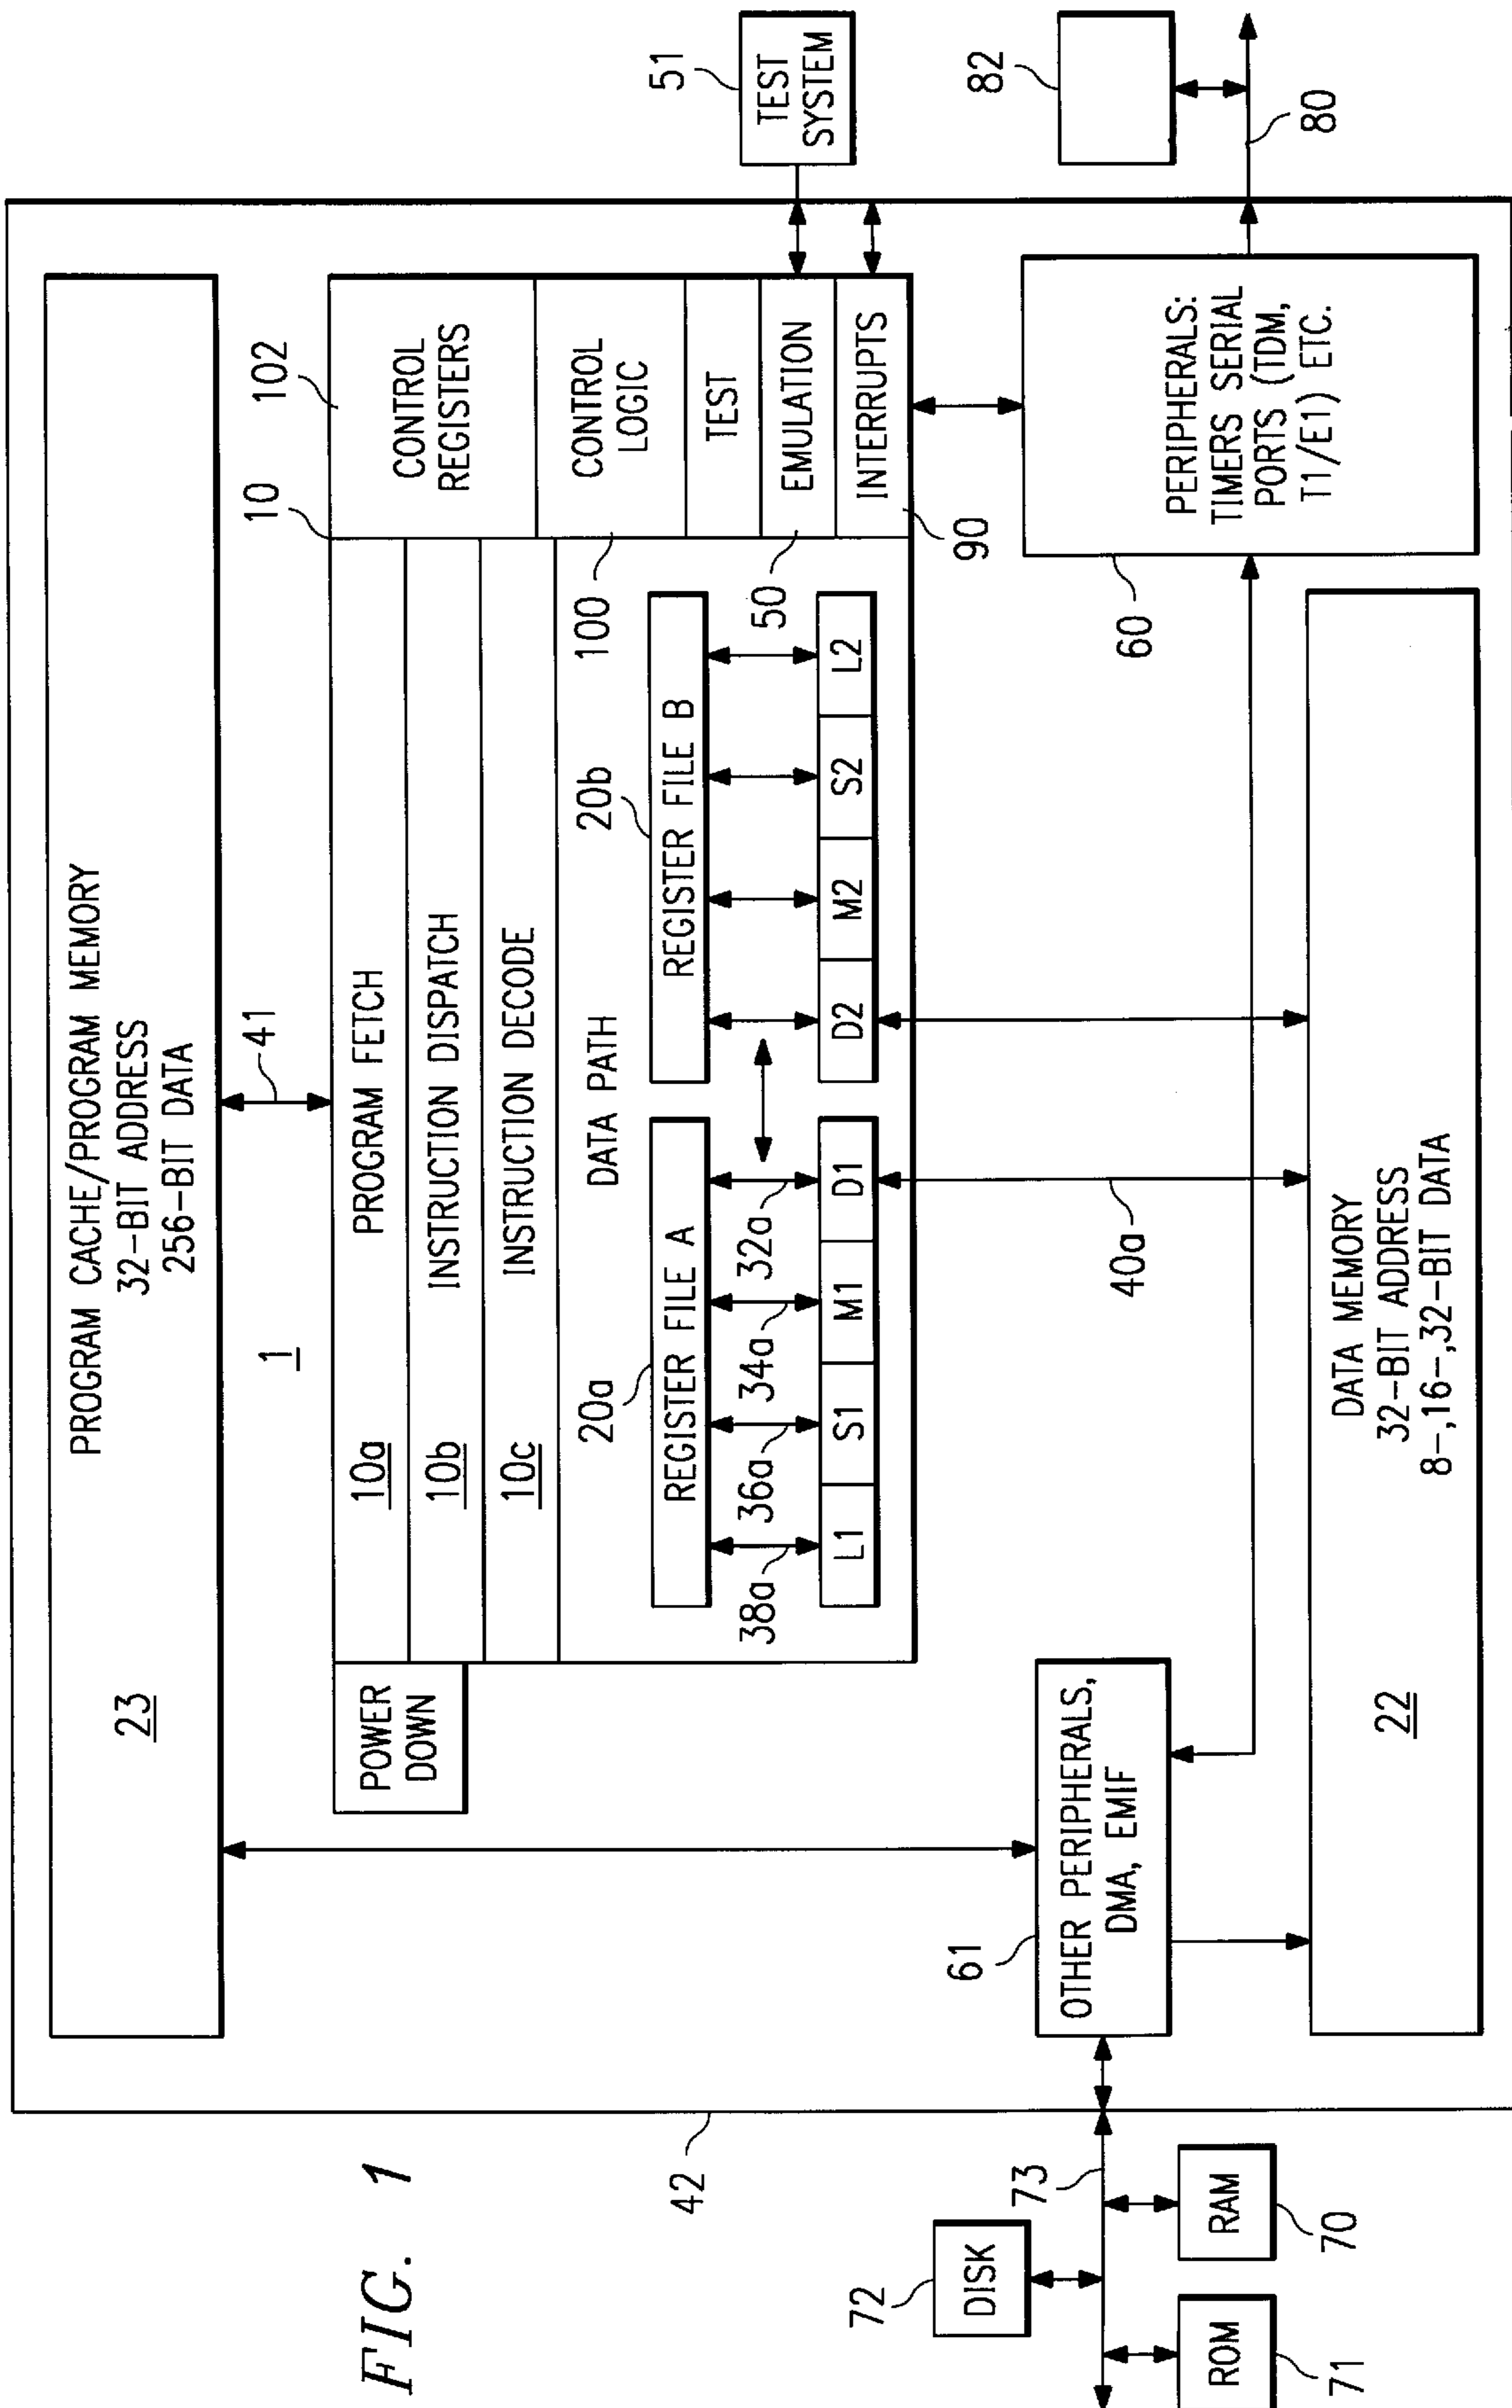 FIG. 1
PROGRAM CACHE/PROGRAM MEMORY
32-BIT ADDRESS
256-BIT DATA
23
41
1
POWER
DOWN
10a
PROGRAM FETCH
10b
INSTRUCTION DISPATCH
10c
INSTRUCTION DECODE
DATA PATH
10
102
CONTROL
REGISTERS
CONTROL
LOGIC
100
TEST
EMULATION
50
INTERRUPTS
90
20a
REGISTER FILE A
20b
REGISTER FILE B
38a
36a
34a
32a
L1
S1
M1
D1
D2
M2
S2
L2
51
TEST
SYSTEM
42
61
OTHER PERIPHERALS,
DMA, EMIF
40a
60
PERIPHERALS:
TIMERS SERIAL
PORTS (TDM,
T1/E1) ETC.
82
80
72
DISK
73
ROM
71
RAM
70
DATA MEMORY
32-BIT ADDRESS
8-,16-,32-BIT DATA
22